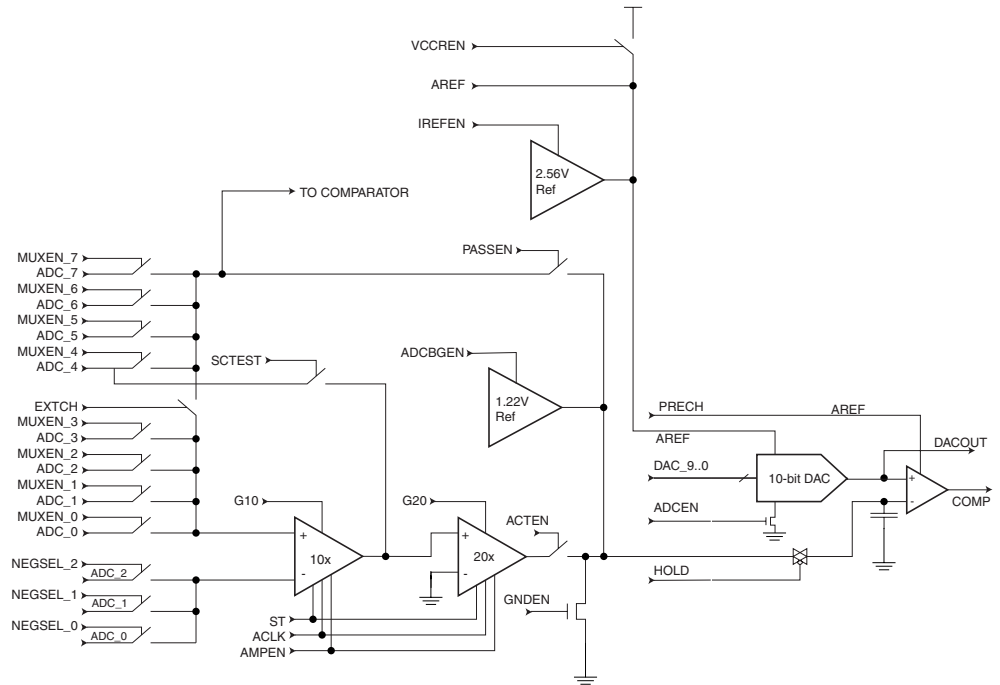 VCCREN
AREF
IREFEN
2.56V
Ref
TO COMPARATOR
PASSEN
MUXEN_7
ADC_7
MUXEN_6
ADC_6
MUXEN_5
ADC_5
MUXEN_4
ADC_4
SCTEST
ADCBGEN
1.22V
Ref
EXTCH
MUXEN_3
ADC_3
MUXEN_2
ADC_2
MUXEN_1
ADC_1
MUXEN_0
ADC_0
PRECH
AREF
AREF
DACOUT
DAC_9..0
10-bit DAC
+
-
COMP
G10
G20
ADCEN
ACTEN
+
10x
-
+
20x
-
NEGSEL_2
ADC_2
NEGSEL_1
ADC_1
NEGSEL_0
ADC_0
HOLD
GNDEN
ST
ACLK
AMPEN